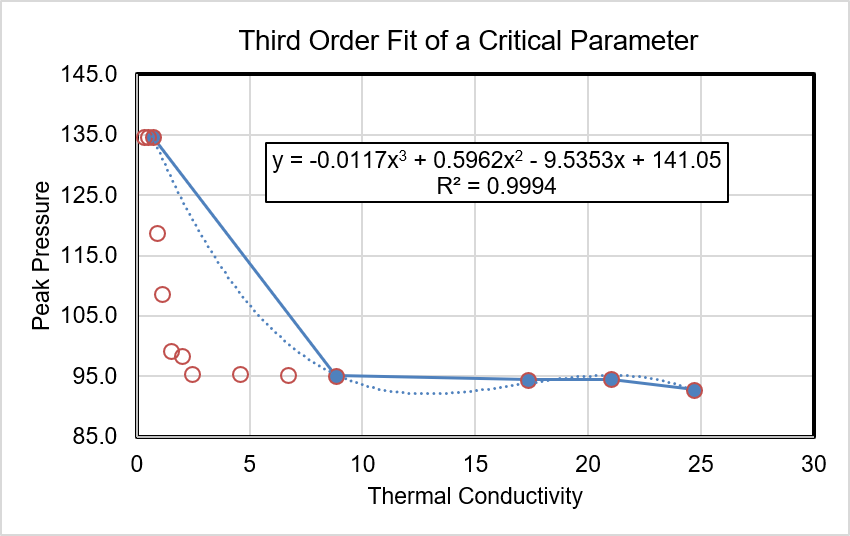 Third Order Fit of a Critical Parameter
145.0
135.0
125.0
115.0
105.0
95.0
85.0
Peak Pressure
y = -0.0117x³ + 0.5962x² - 9.5353x + 141.05
R² = 0.9994
0 5 10 15 20 25 30
Thermal Conductivity